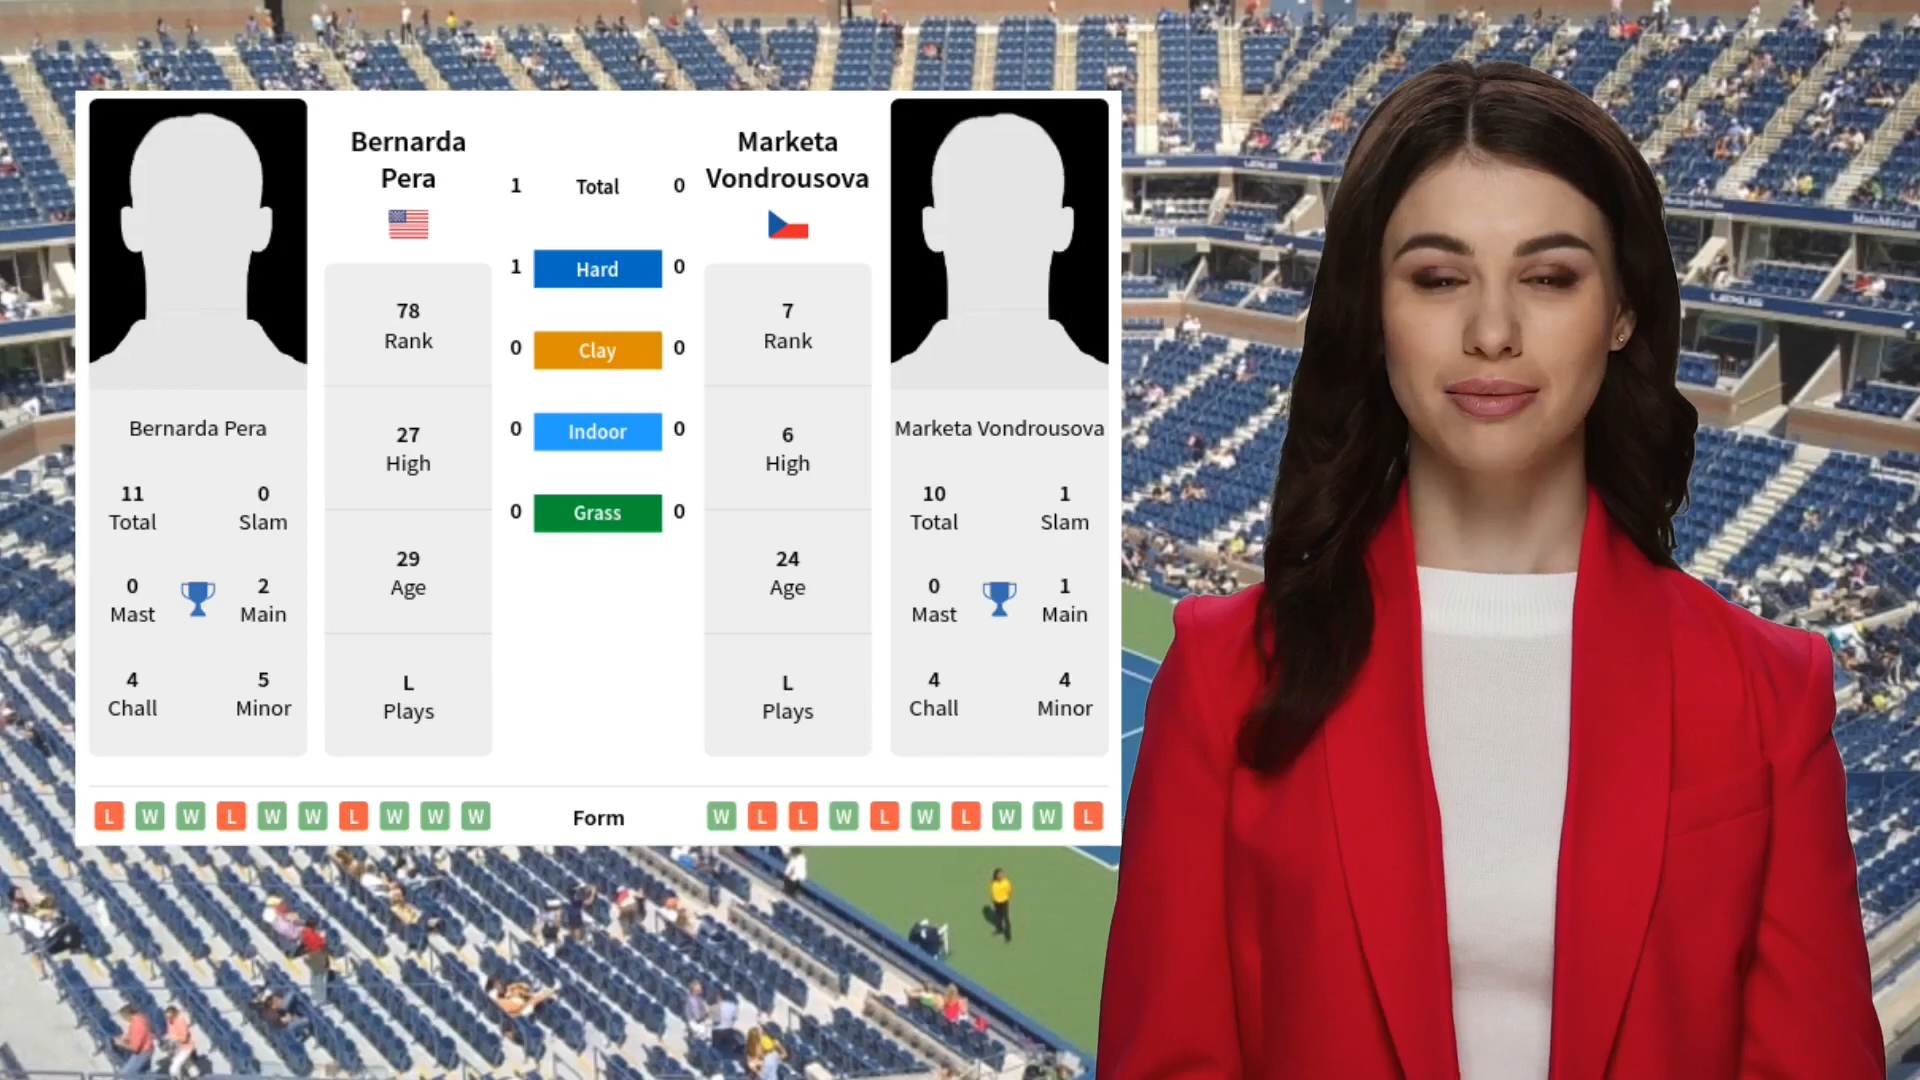 Bernarda
Pera
78
Rank
27
High
29
Age
L
Plays
Bernarda Pera
11
Total
0
Slam
0
Mast
2
Main
4
Chall
5
Minor
1 Total 0
1 Hard 0
0 Clay 0
0 Indoor 0
0 Grass 0
Marketa
Vondrousova
7
Rank
6
High
24
Age
L
Plays
Marketa Vondrousova
10
Total
1
Slam
0
Mast
1
Main
4
Chall
4
Minor
L W W L W W L W W W Form W L L W L W L W W L
IBM
LEXUS
MassMutual